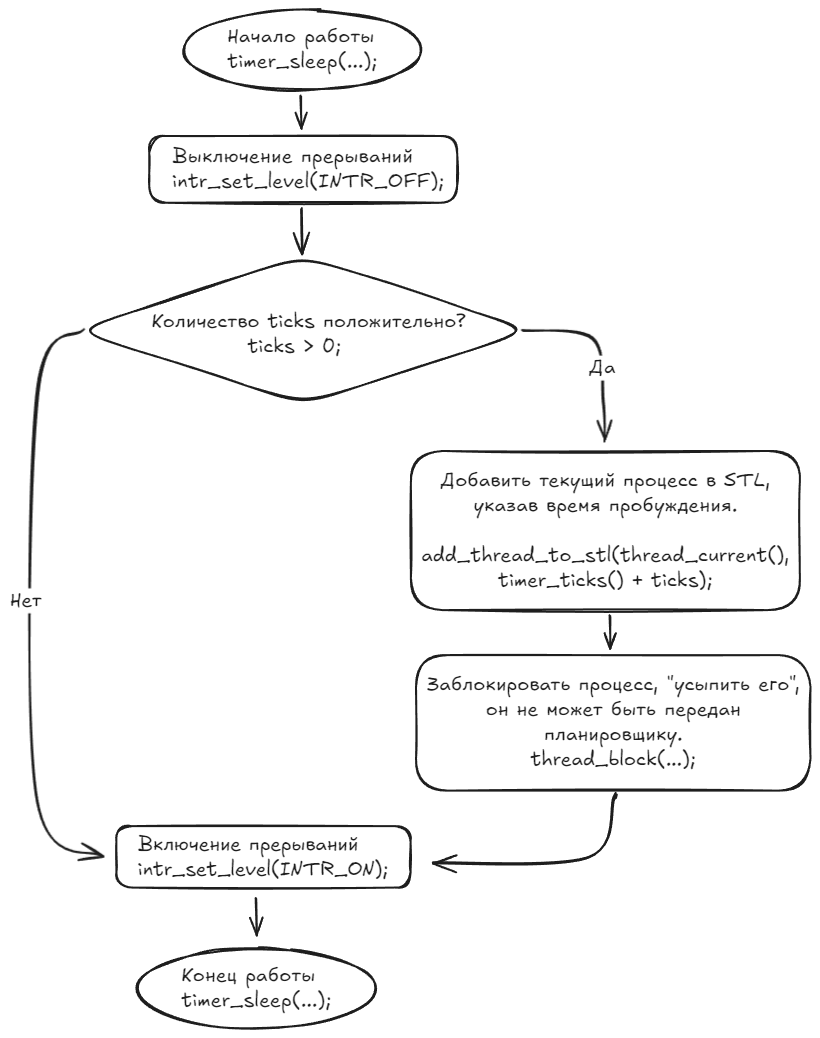 Начало работы
timer_sleep(...);
Выключение прерываний
intr_set_level(INTR_OFF);
Количество ticks положительно?
ticks > 0;
Да
Добавить текущий процесс в STL,
указав время пробуждения.
add_thread_to_stl(thread_current(),
timer_ticks() + ticks);
Нет
Заблокировать процесс, "усыпить его",
он не может быть передан
планировщику.
thread_block(...);
Включение прерываний
intr_set_level(INTR_ON);
Конец работы
timer_sleep(...);